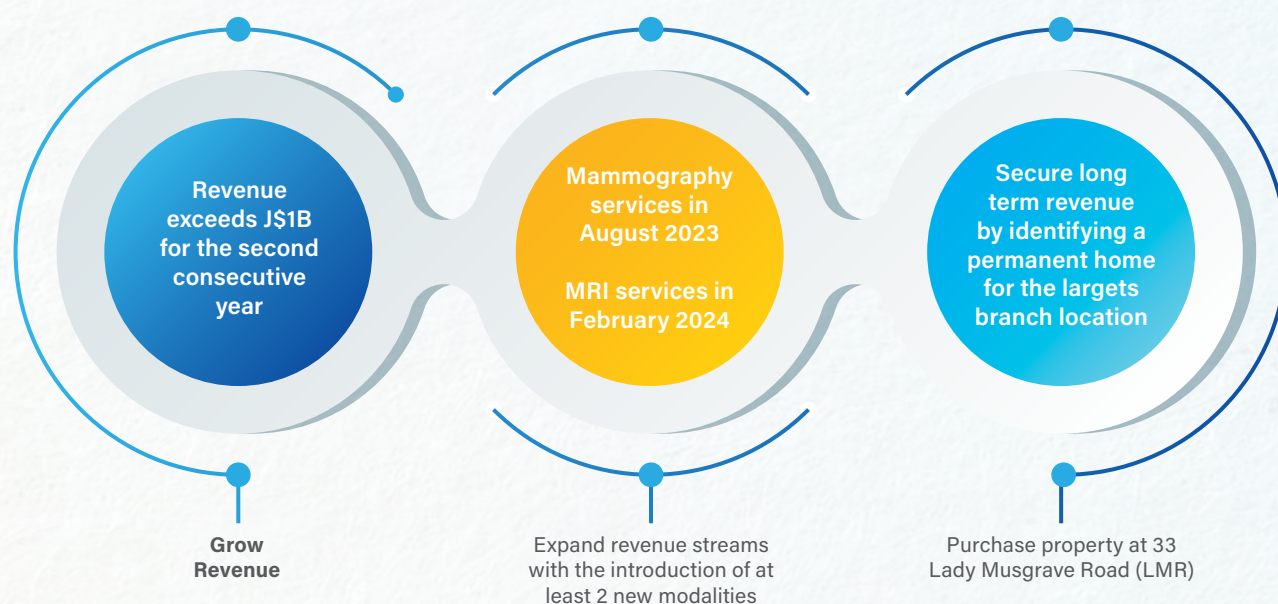 Revenue
exceeds J$1B
for the second
consecutive
year
Mammography
services in
August 2023
MRI services in
February 2024
Secure long
term revenue
by identifying a
permanent home
for the largets
branch location
Grow
Revenue
Expand revenue streams
with the introduction of at
least 2 new modalities
Purchase property at 33
Lady Musgrave Road (LMR)